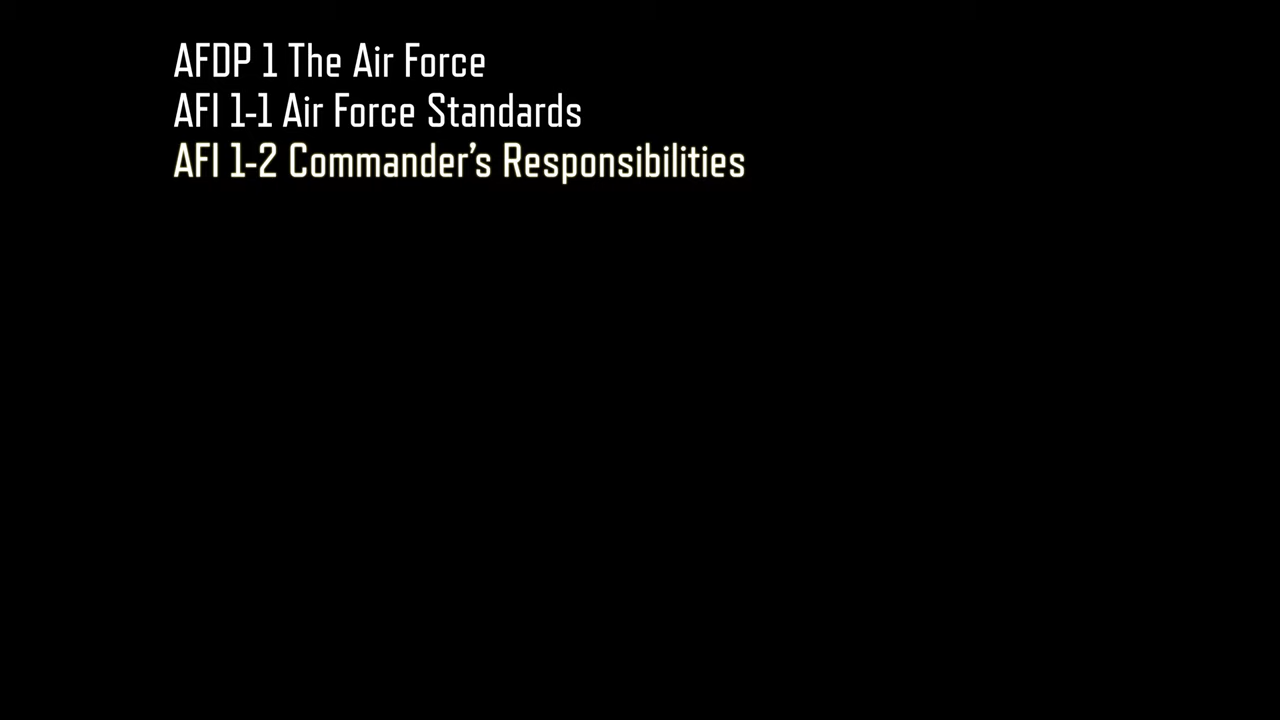 AFDP 1 The Air Force
AFI 1-1 Air Force Standards
AFI 1-2 Commander’s Responsibilities